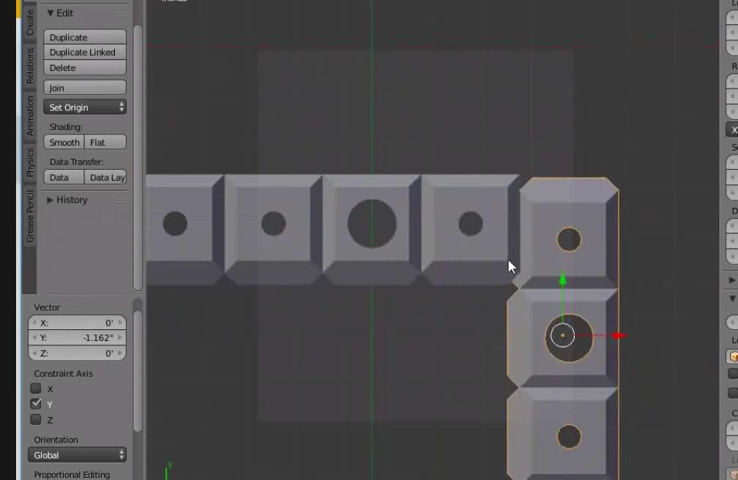 Create
Relations
Animation
Physics
Grease Pencil
Edit
Duplicate
Duplicate Linked
Delete
Join
Set Origin
Shading:
Smooth Flat
Data Transfer:
Data Data Lay
History
Vector
X: 0'
Y: -1.162"
Z: 0'
Constraint Axis
X
Y
Z
Orientation
Global
Proportional Editing
y
X